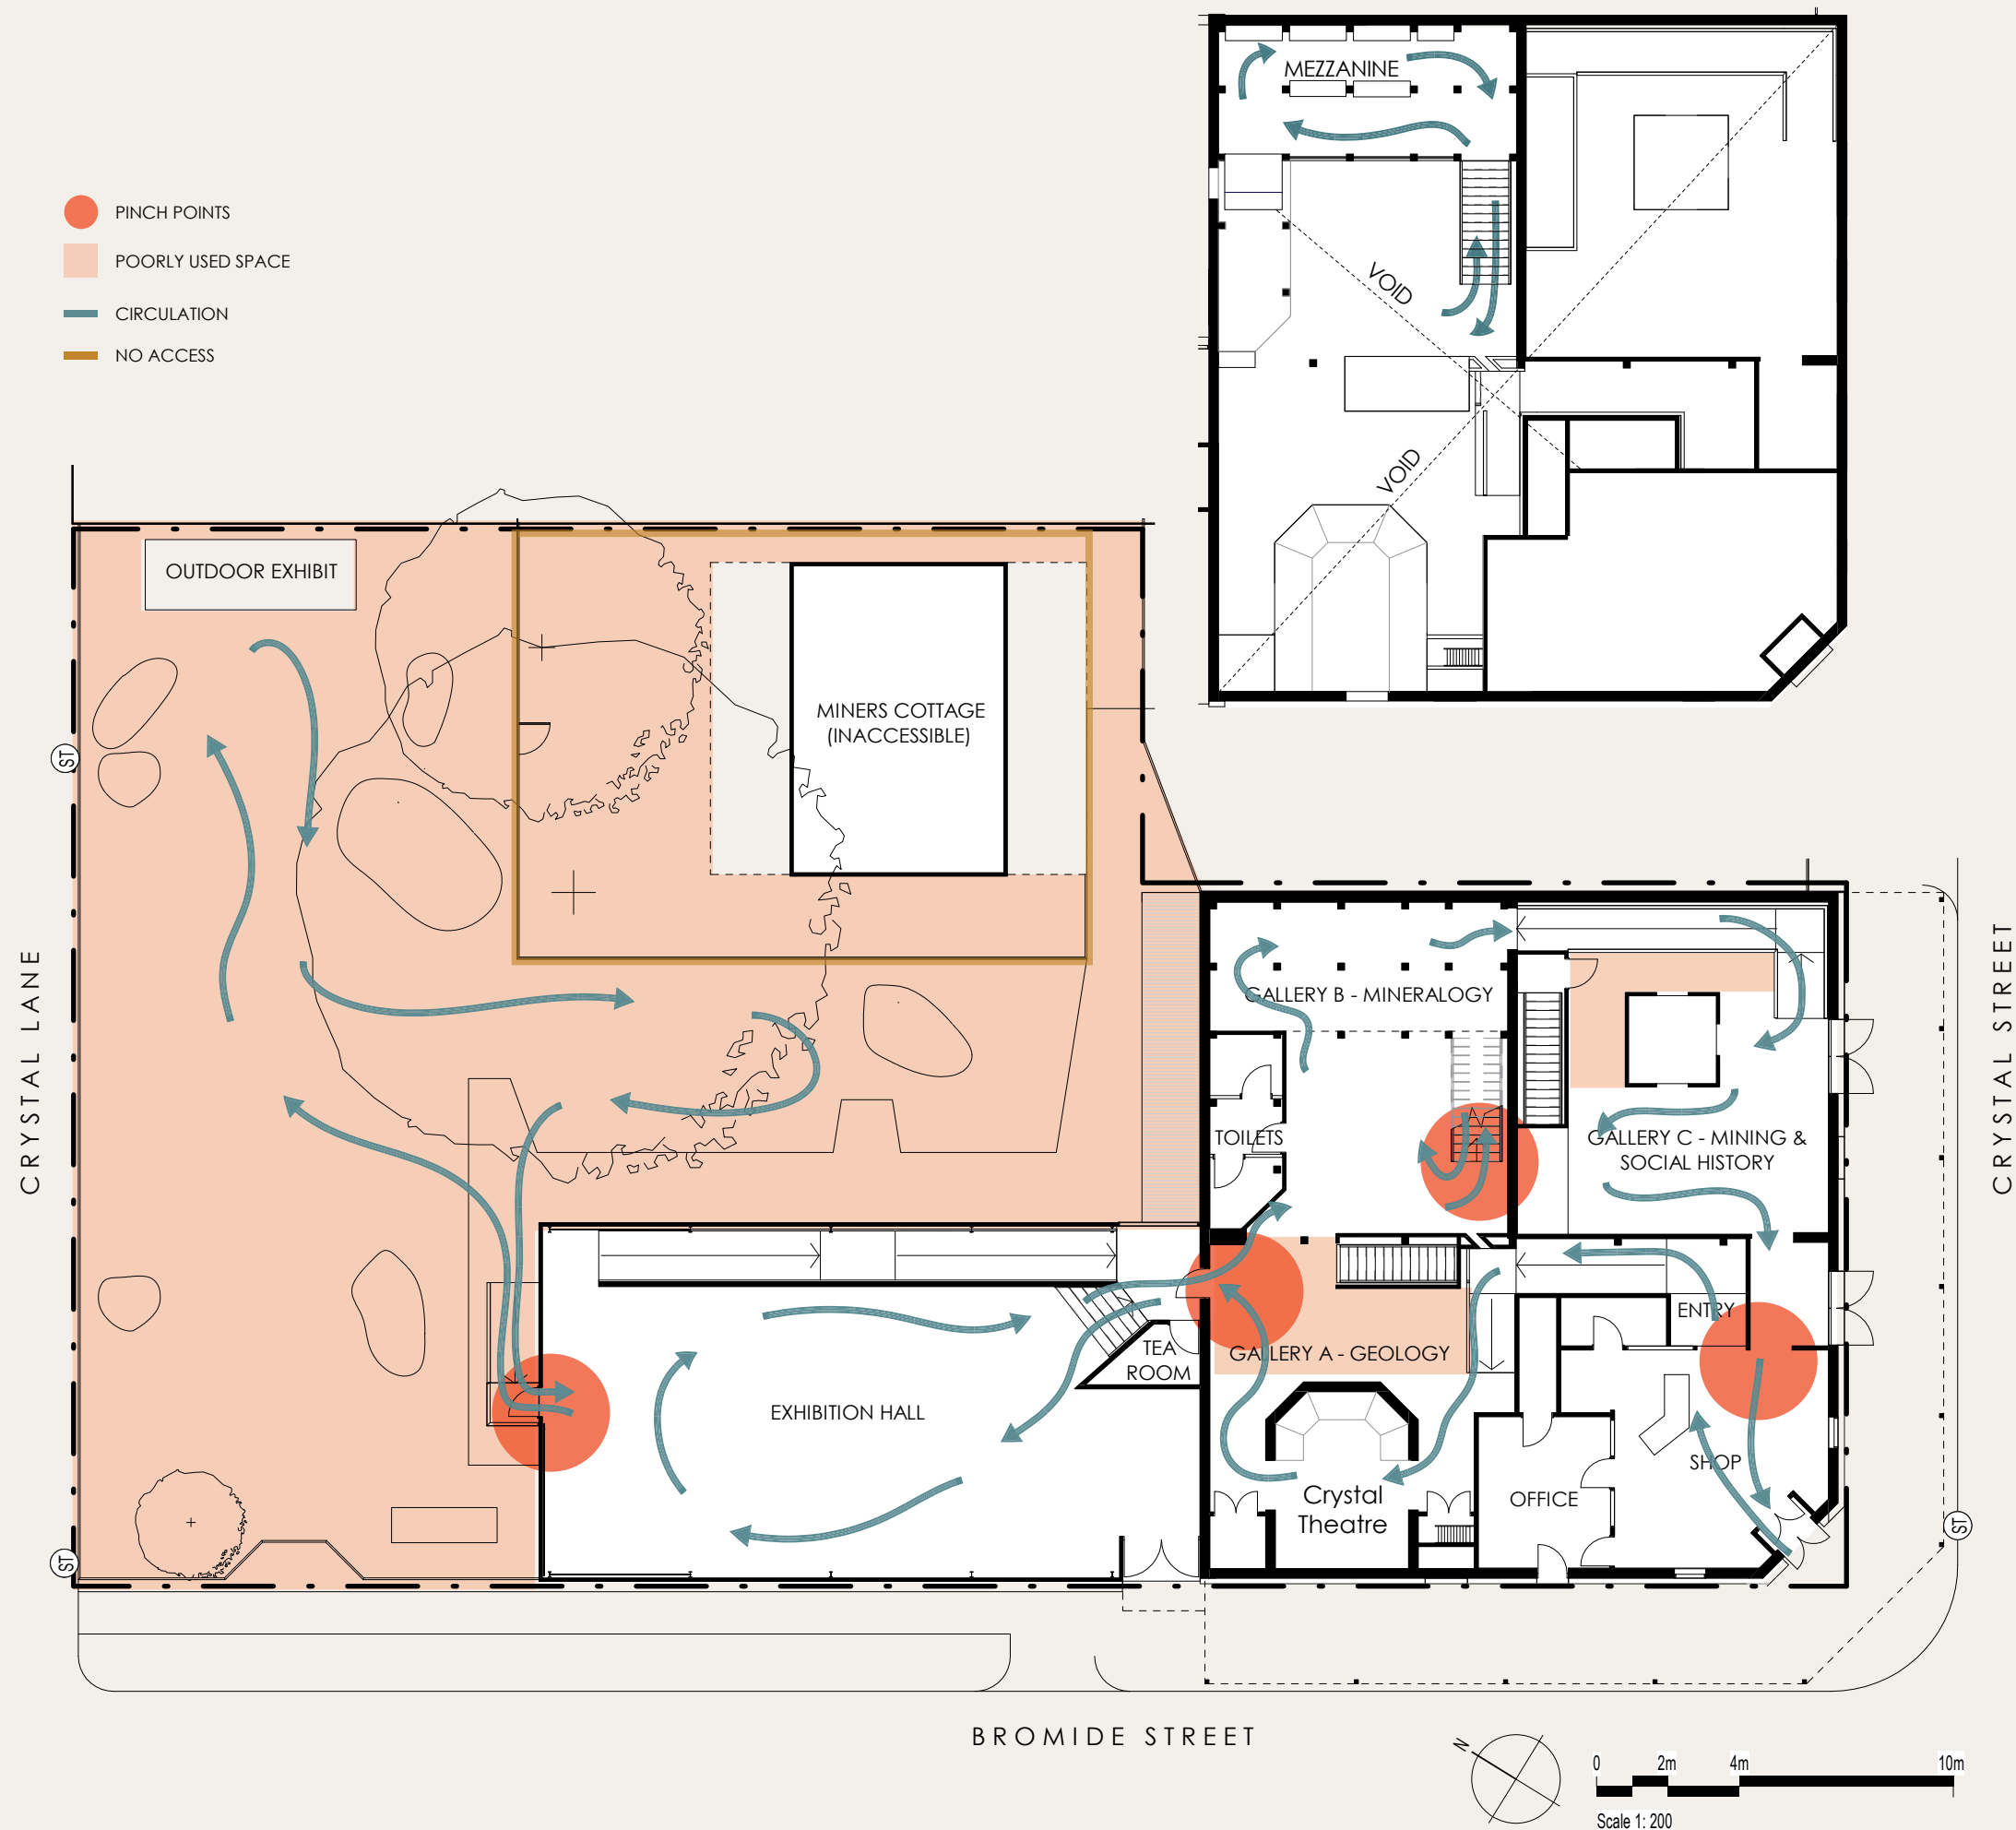 MEZZANINE
VOID
VOID
PINCH POINTS
POORLY USED SPACE
CIRCULATION
NO ACCESS
OUTDOOR EXHIBIT
MINERS COTTAGE
(INACCESSIBLE)
ST
ST
ST
CRYSTAL LANE
CRYSTAL STREET
GALLERY B - MINERALOGY
TOILETS
GALLERY C - MINING &
SOCIAL HISTORY
ENTRY
GALLERY A - GEOLOGY
TEA
ROOM
EXHIBITION HALL
SHOP
OFFICE
Crystal
Theatre
BROMIDE STREET
N
0 2m 4m 10m
Scale 1: 200